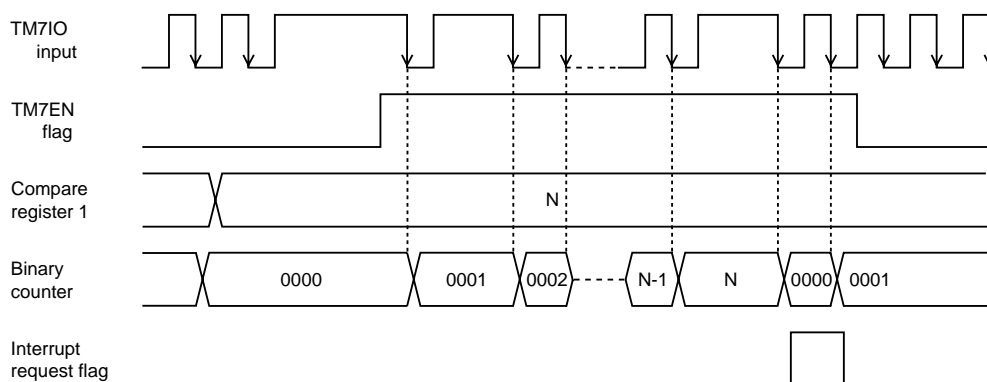 TM7IO
input
TM7EN
flag
Compare
register 1
N
Binary
counter
0000
0001
0002
N-1
N
0000
0001
Interrupt
request flag